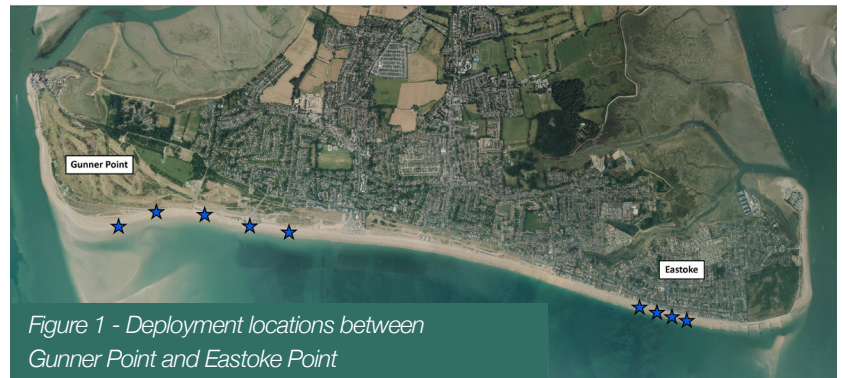 Gunner Point
Eastoke
Figure 1 - Deployment locations between
Gunner Point and Eastoke Point